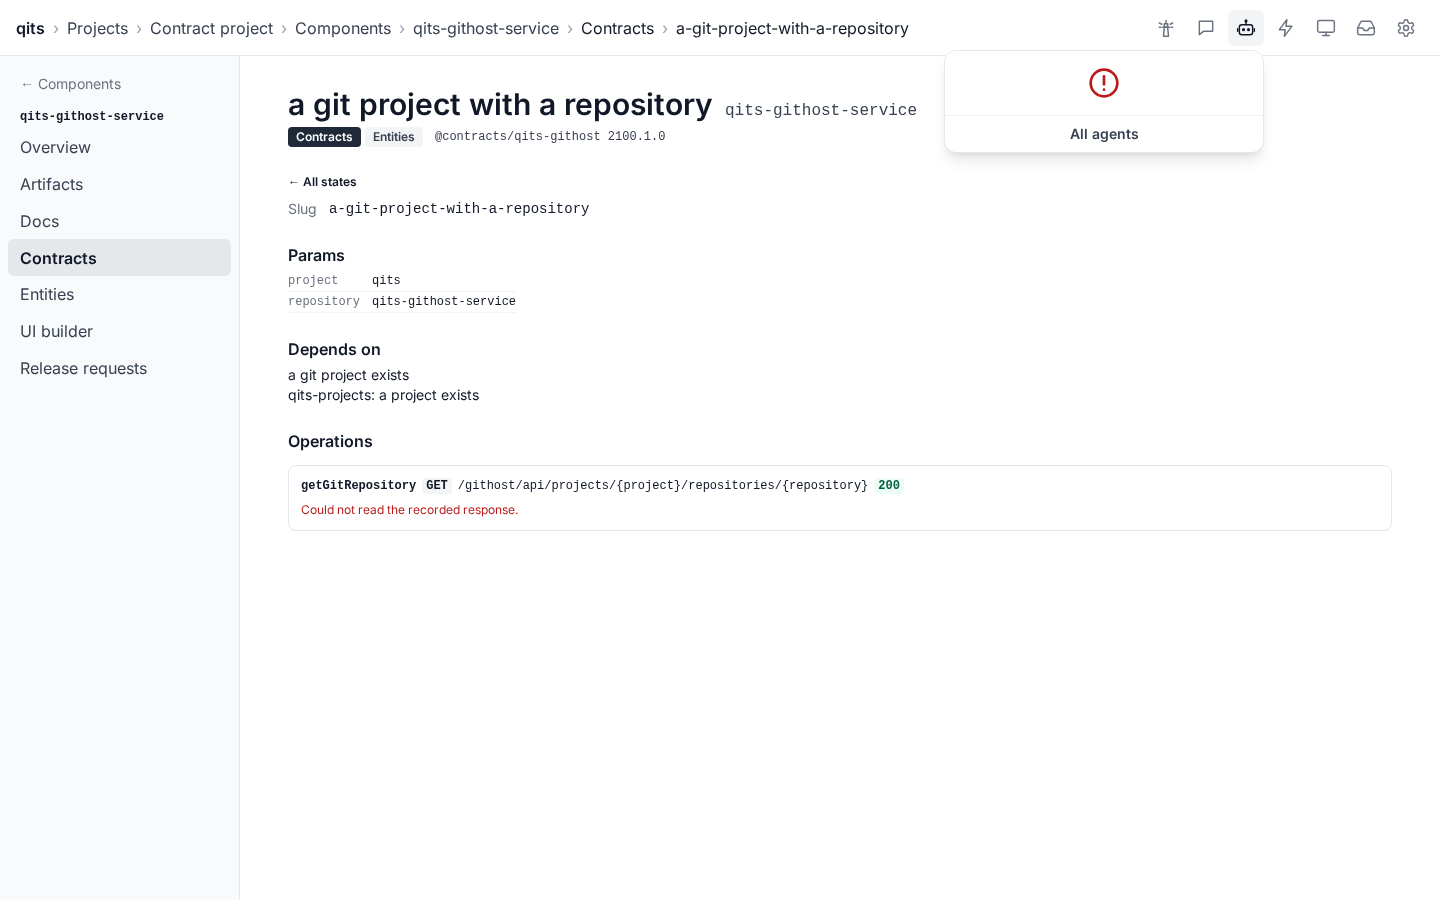 qits › Projects › Contract project › Components › qits-githost-service › Contracts › a-git-project-with-a-repository
← Components
qits-githost-service
Overview
Artifacts
Docs
Contracts
Entities
UI builder
Release requests
All agents
a git project with a repository qits-githost-service
Contracts Entities @contracts/qits-githost 2100.1.0
← All states
Slug a-git-project-with-a-repository
Params
project qits
repository qits-githost-service
Depends on
a git project exists
qits-projects: a project exists
Operations
getGitRepository GET /githost/api/projects/{project}/repositories/{repository} 200
Could not read the recorded response.